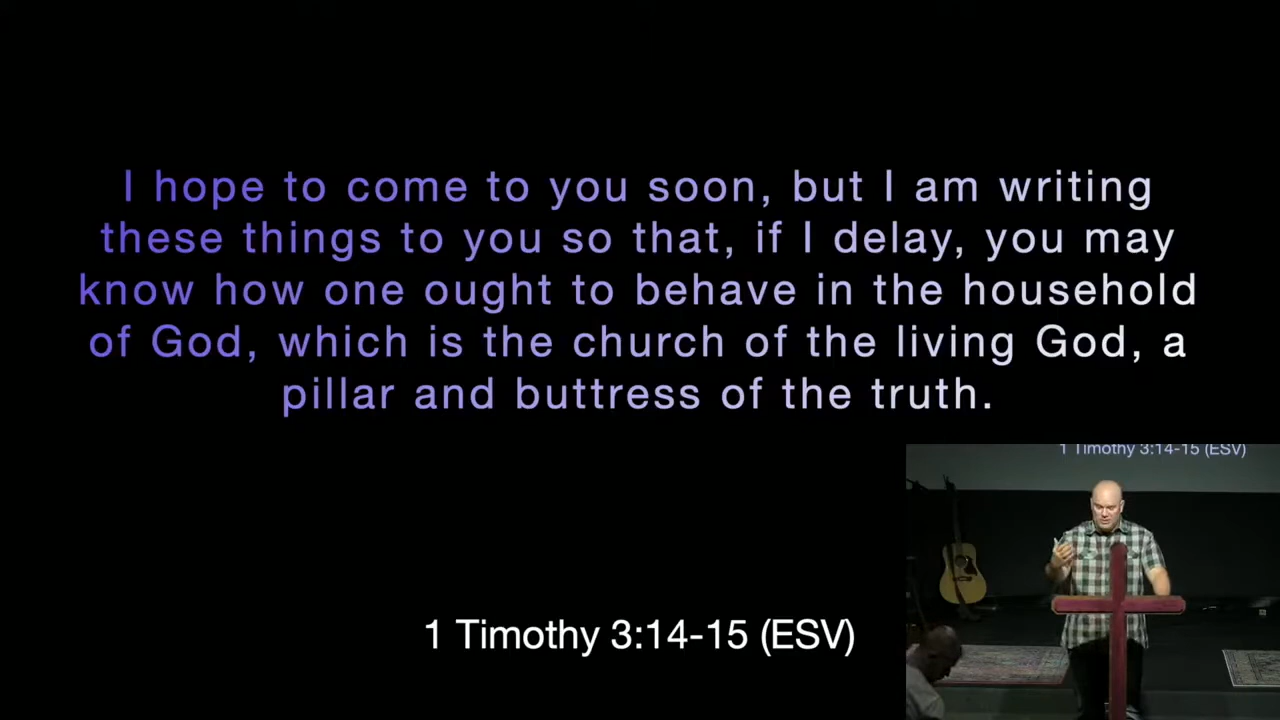 I hope to come to you soon, but I am writing
these things to you so that, if I delay, you may
know how one ought to behave in the household
of God, which is the church of the living God, a
pillar and buttress of the truth.
1 Timothy 3:14-15 (ESV)
1 Timothy 3:14-15 (ESV)